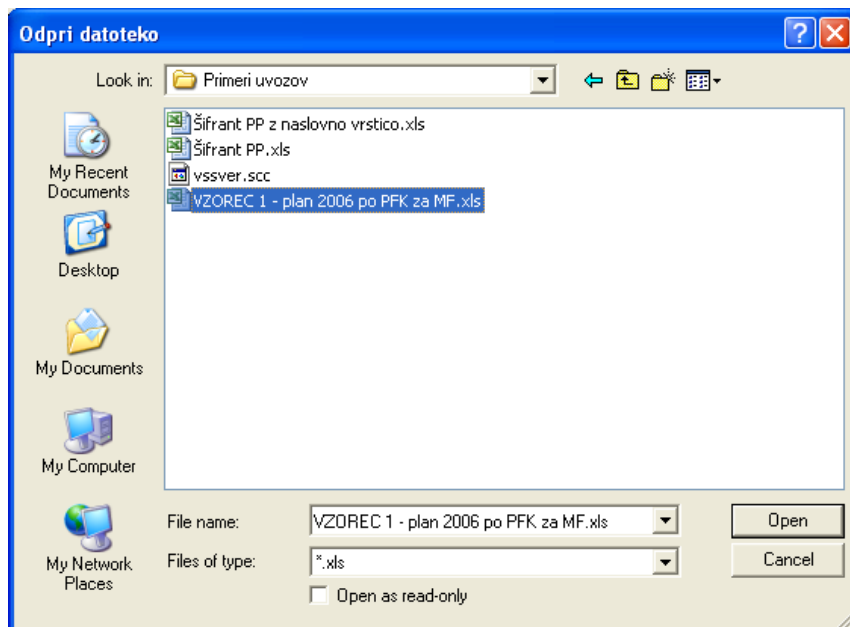 Odpri datoteko
Look in:
Primeri uvozov
Šifrant PP z naslovno vrstico.xls
Šifrant PP.xls
vssver.scc
VZOREC 1 - plan 2006 po PFK za MF.xls
My Recent
Documents
Desktop
My Documents
My Computer
My Network
Places
File name:
VZOREC 1 - plan 2006 po PFK za MF.xls
Open
Files of type:
*.xls
Cancel
Open as read-only